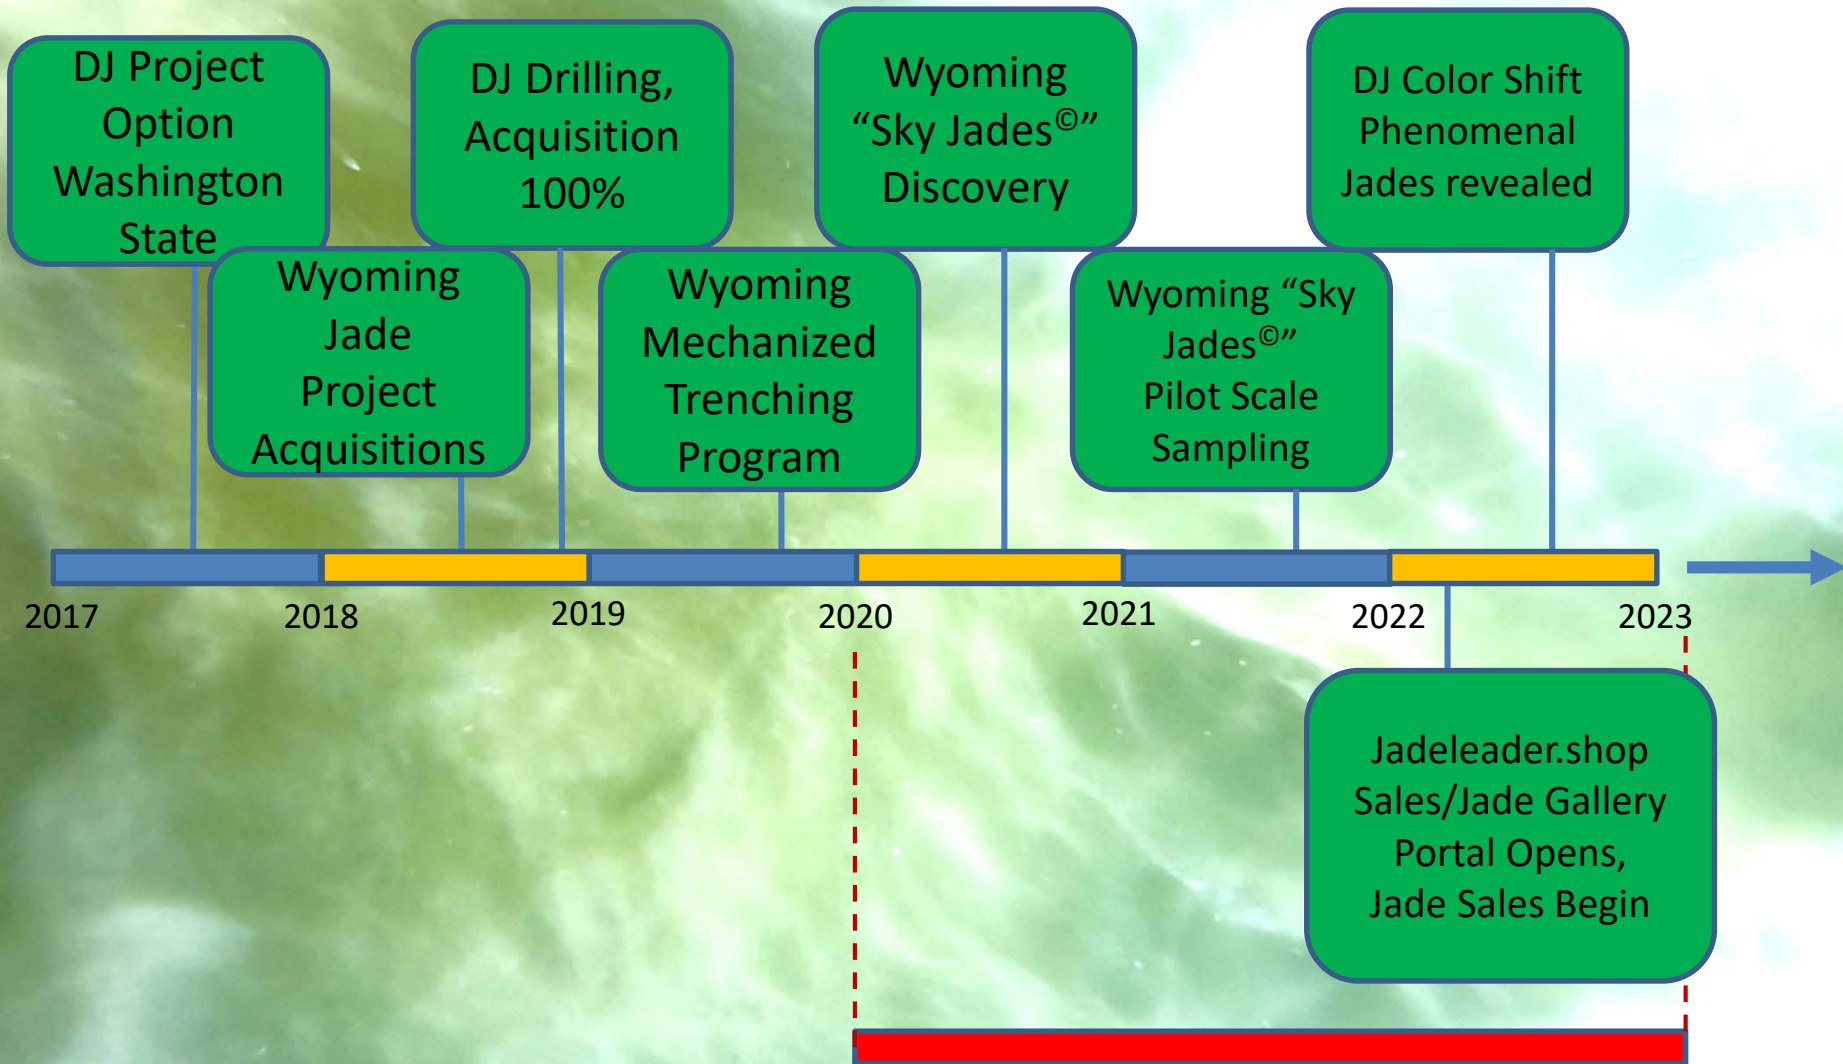 DJ Project
Option
Washington
State
Wyoming
Jade
Project
Acquisitions
DJ Drilling,
Acquisition
100%
Wyoming
Mechanized
Trenching
Program
Wyoming
“Sky Jades©”
Discovery
Wyoming “Sky
Jades©”
Pilot Scale
Sampling
DJ Color Shift
Phenomenal
Jades revealed
2017
2018
2019
2020
2021
2022
2023
Jadeleader.shop
Sales/Jade Gallery
Portal Opens,
Jade Sales Begin